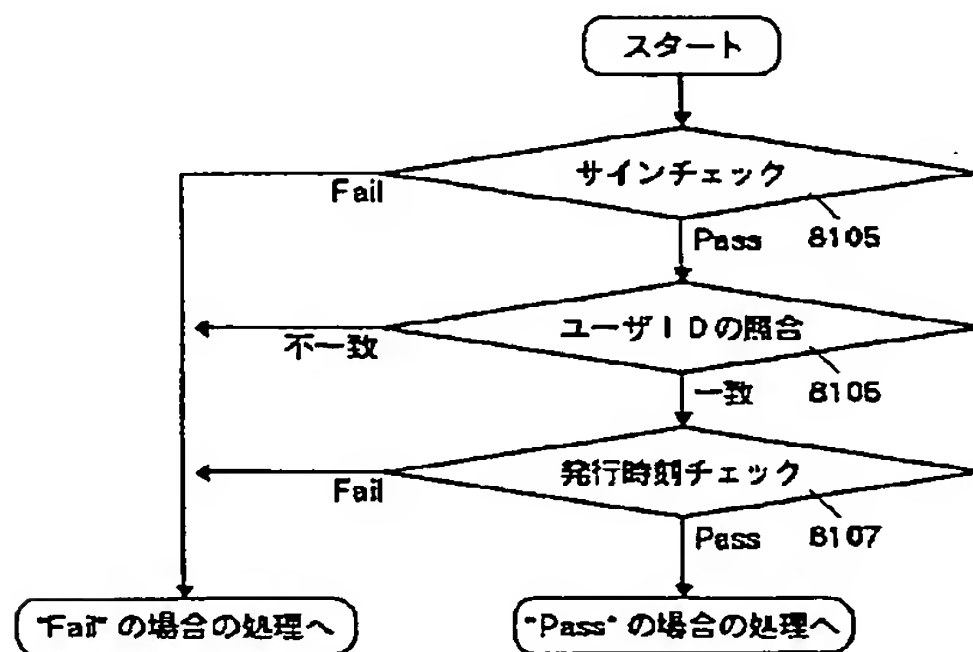 スタート
サインチェック
Fail
Pass
8105
ユーザIDの照合
不一致
一致
8106
発行時刻チェック
Fail
Pass
8107
"Fail" の場合の処理へ
"Pass" の場合の処理へ